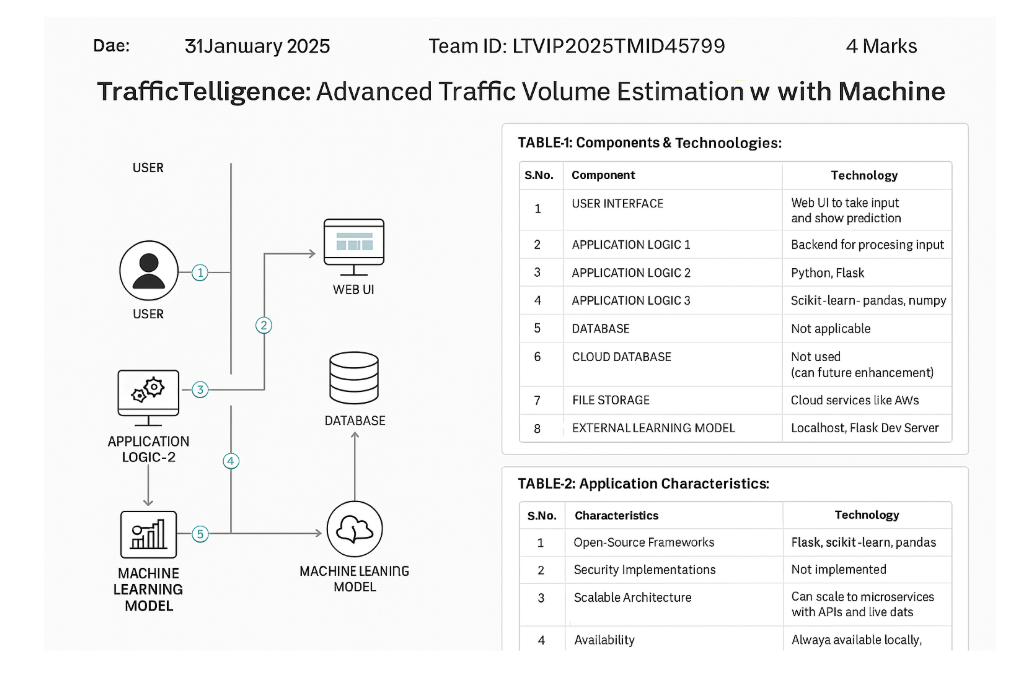 Dae: 31Janwary 2025 Team ID: LTVIP2025TMID45799 4 Marks
TrafficTelligence: Advanced Traffic Volume Estimation w with Machine
USER
1
USER
WEB UI
2
3
APPLICATION
LOGIC-2
DATABASE
4
5
MACHINE
LEARNING
MODEL
MACHINE LEANING
MODEL
TABLE-1: Components & Technoologies:
S.No. Component Technology
1 USER INTERFACE Web UI to take input
and show prediction
2 APPLICATION LOGIC 1 Backend for procesing input
3 APPLICATION LOGIC 2 Python, Flask
4 APPLICATION LOGIC 3 Scikit-learn- pandas, numpy
5 DATABASE Not applicable
6 CLOUD DATABASE Not used
(can future enhancement)
7 FILE STORAGE Cloud services like AWs
8 EXTERNAL LEARNING MODEL Localhost, Flask Dev Server
TABLE-2: Application Characteristics:
S.No. Characteristics Technology
1 Open-Source Frameworks Flask, scikit-learn, pandas
2 Security Implementations Not implemented
3 Scalable Architecture Can scale to microservices
with APIs and live dats
4 Availability Alwaya available locally,